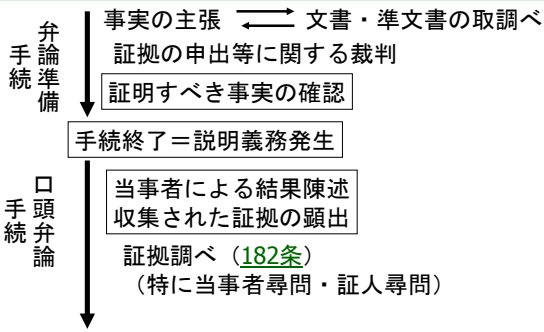 弁論準備
手続
事実の主張 文書・準文書の取調べ
証拠の申出等に関する裁判
証明すべき事実の確認
手続終了＝説明義務発生
口頭弁論
手続
当事者による結果陳述
収集された証拠の顕出
証拠調べ（182条）
（特に当事者尋問・証人尋問）